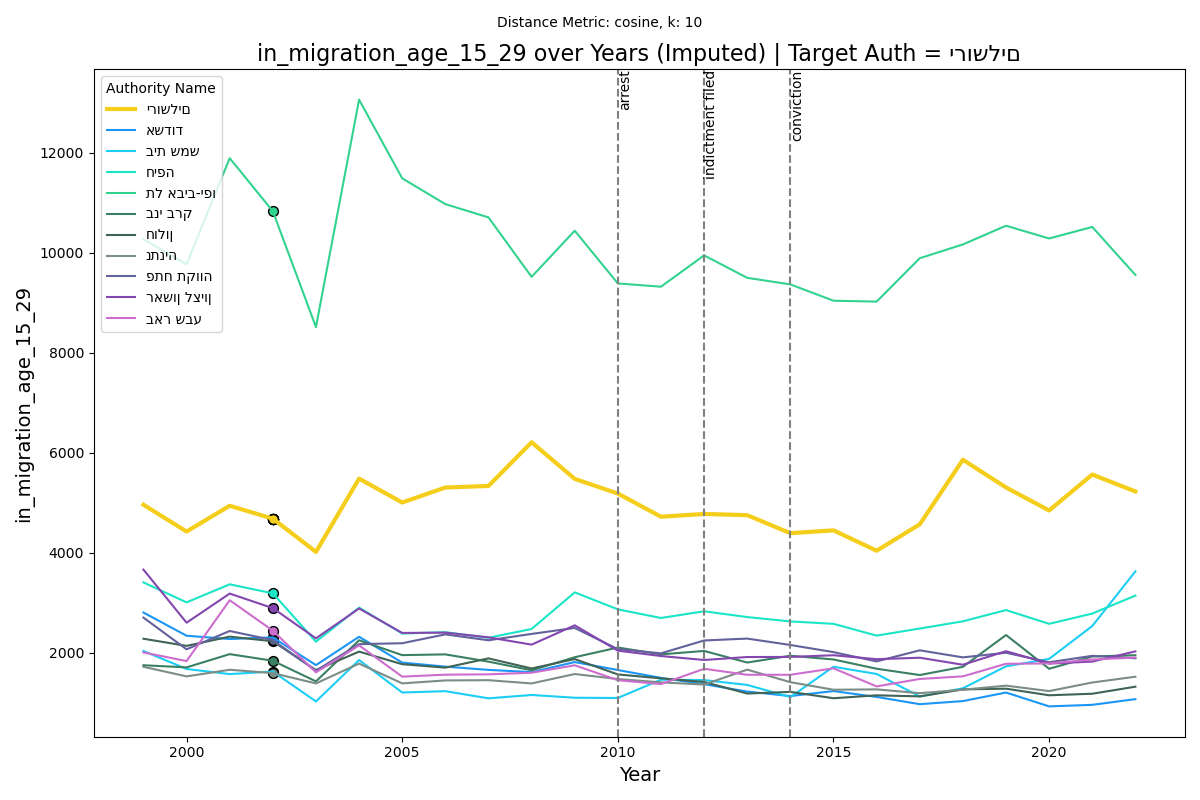 Distance Metric: cosine, k: 10
in_migration_age_15_29 over Years (Imputed) | Target Auth = ירושלים
Authority Name
ירושלים
אשדוד
בית שמש
חיפה
תל אביב-יפו
בני ברק
חולון
נתניה
פתח תקווה
ראשון לציון
באר שבע
arrest
indictment filed
conviction
in_migration_age_15_29
12000
10000
8000
6000
4000
2000
2000
2005
2010
2015
2020
Year